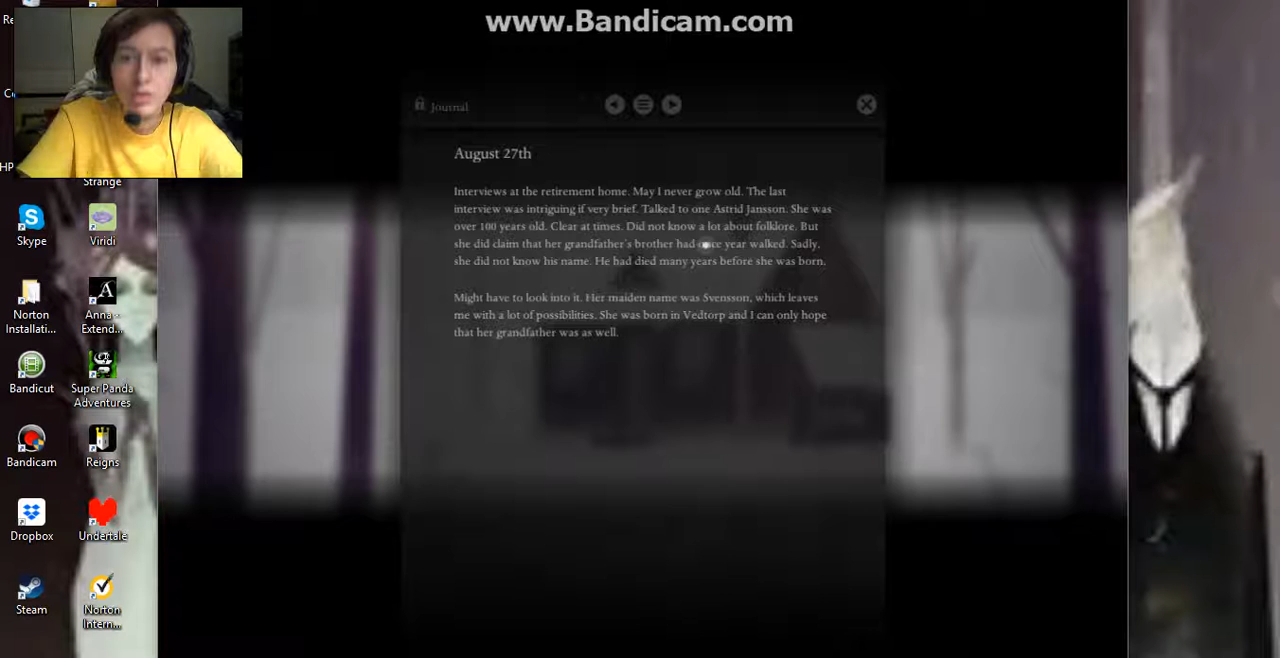 www.Bandicam.com
Journal
August 27th
Interviews at the retirement home. May I never grow old. The last
interview was intriguing if very brief. Talked to one Astrid Jansson. She was
over 100 years old. Clear at times. Did not know a lot about folklore. But
she did claim that her grandfather's brother had once year walked. Sadly,
she did not know his name. He had died many years before she was born.
Might have to look into it. Her maiden name was Svensson, which leaves
me with a lot of possibilities. She was born in Vedtorp and I can only hope
that her grandfather was as well.
HP
Strange
Skype
Viridi
Norton
Installati...
Anna -
Extend...
Bandicut
Super Panda
Adventures
Bandicam
Reigns
Dropbox
Undertale
Steam
Norton
Intern...